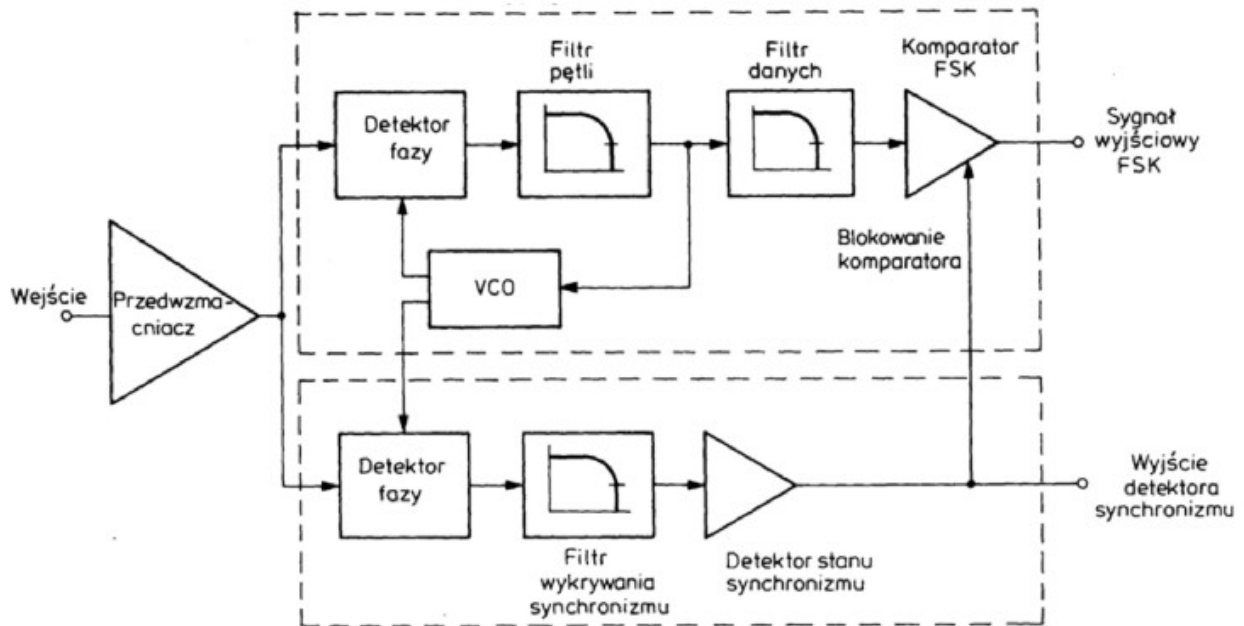 Filtr
pętli
Filtr
danych
Komparator
FSK
Detektor
fazy
Sygnał
wyjściowy
FSK
Blokowanie
komparatora
VCO
Wejście
Przedwzma-
cniacz
Detektor
fazy
Filtr
wykrywania
synchronizmu
Detektor stanu
synchronizmu
Wyjście
detektora
synchronizmu